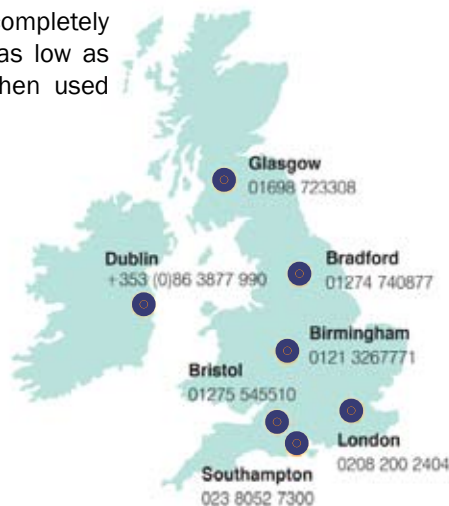 ompletely
as low as
hen used
Glasgow
01698 723308
Dublin
+353 (0)86 3877 990
Bradford
01274 740877
Birmingham
0121 3267771
Bristol
01275 545510
London
0208 200 2404
Southampton
023 8052 7300